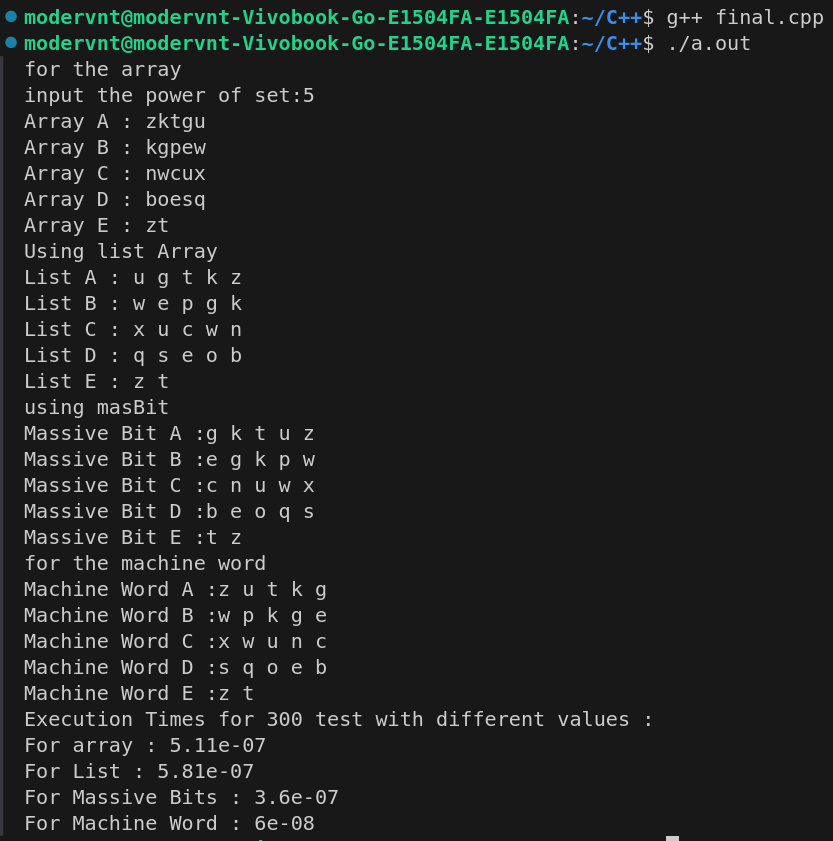 modervnt@modervnt-Vivobook-Go-E1504FA-E1504FA:~/C++$ g++ final.cpp
modervnt@modervnt-Vivobook-Go-E1504FA-E1504FA:~/C++$ ./a.out
for the array
input the power of set:5
Array A : zktgu
Array B : kgpew
Array C : nwcux
Array D : boesq
Array E : zt
Using list Array
List A : u g t k z
List B : w e p g k
List C : x u c w n
List D : q s e o b
List E : z t
using masBit
Massive Bit A :g k t u z
Massive Bit B :e g k p w
Massive Bit C :c n u w x
Massive Bit D :b e o q s
Massive Bit E :t z
for the machine word
Machine Word A :z u t k g
Machine Word B :w p k g e
Machine Word C :x w u n c
Machine Word D :s q o e b
Machine Word E :z t
Execution Times for 300 test with different values :
For array : 5.11e-07
For List : 5.81e-07
For Massive Bits : 3.6e-07
For Machine Word : 6e-08